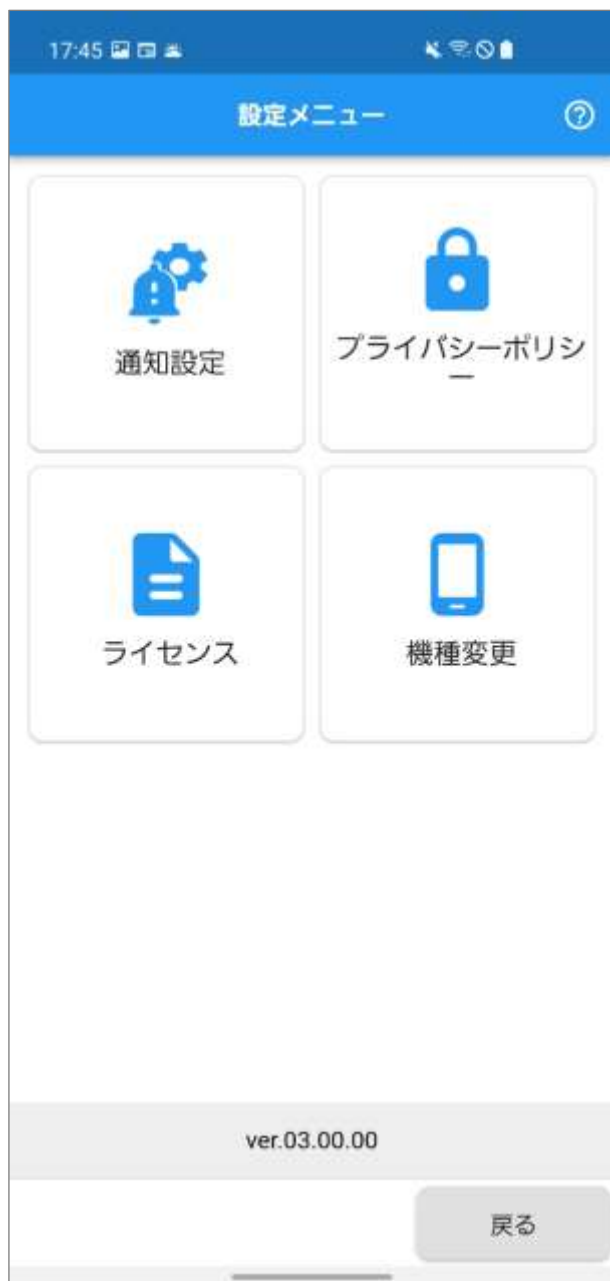 17:45
設定メニュー
通知設定
プライバシーポリシ
ー
ライセンス
機種変更
ver.03.00.00
戻る